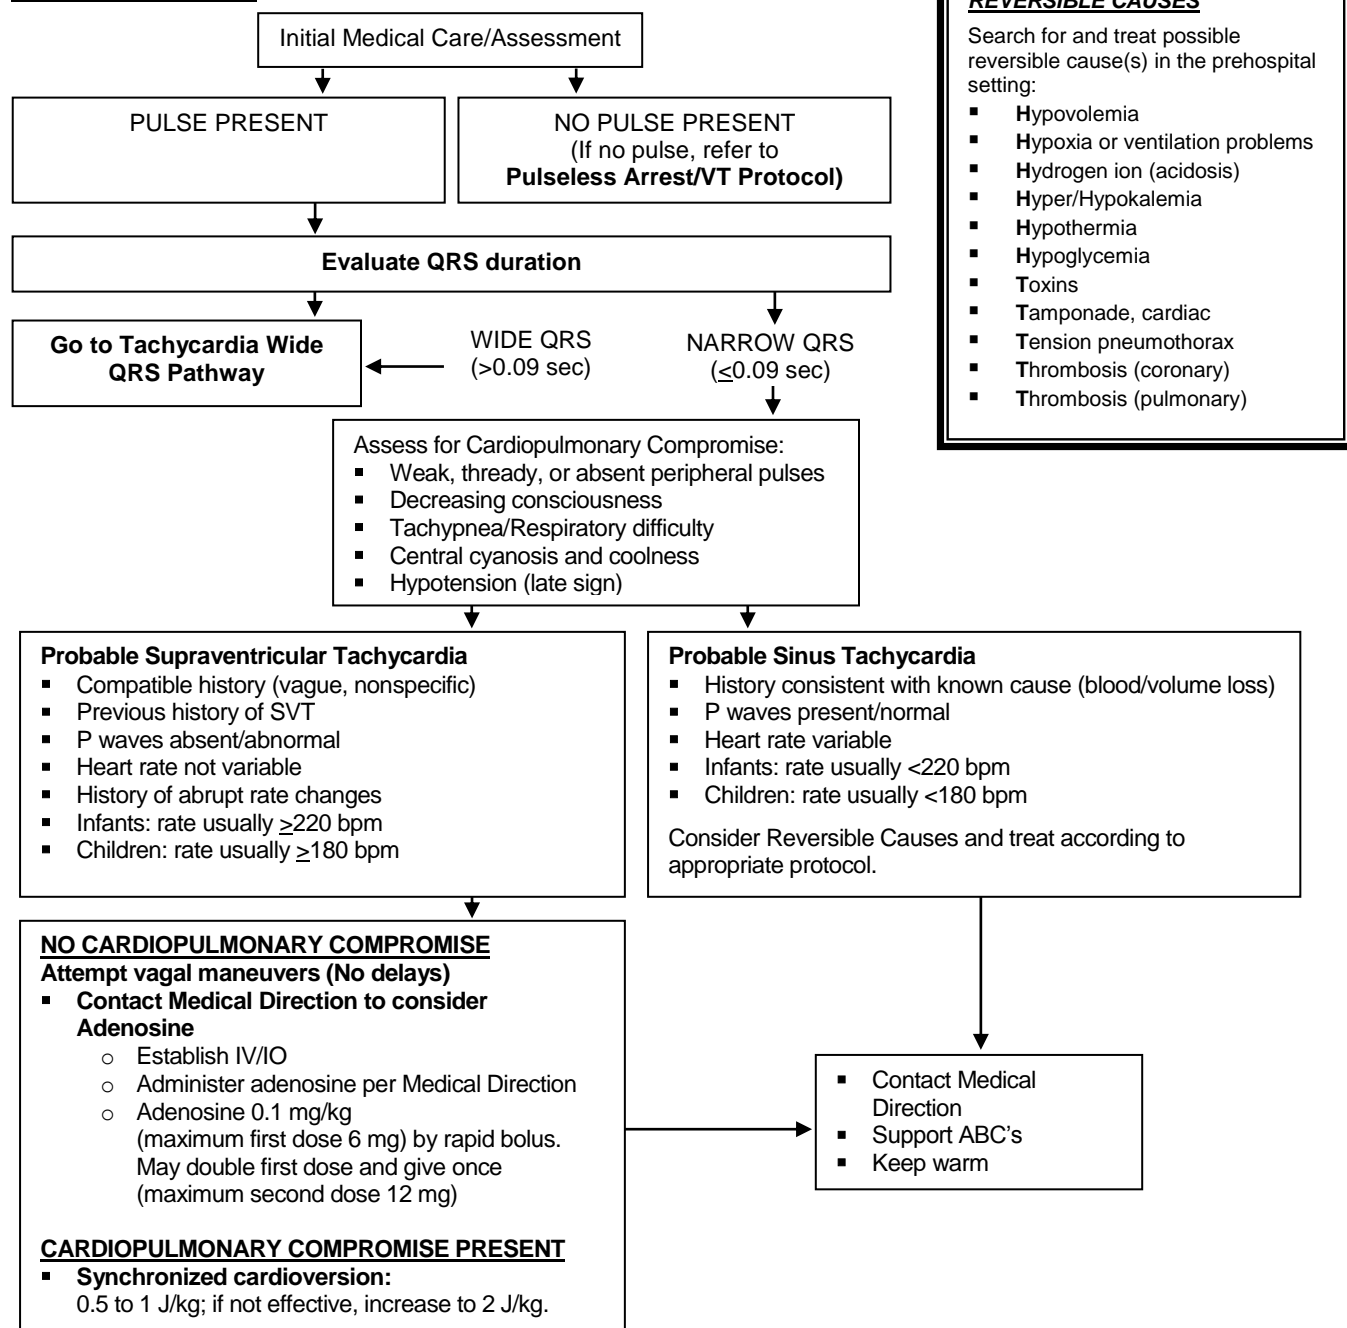 Initial Medical Care/Assessment
PULSE PRESENT
NO PULSE PRESENT
(If no pulse, refer to
Pulseless Arrest/VT Protocol)
Evaluate QRS duration
Go to Tachycardia Wide
QRS Pathway
WIDE QRS
(>0.09 sec)
NARROW QRS
(≤0.09 sec)
Assess for Cardiopulmonary Compromise:
▪ Weak, thready, or absent peripheral pulses
▪ Decreasing consciousness
▪ Tachypnea/Respiratory difficulty
▪ Central cyanosis and coolness
▪ Hypotension (late sign)
Probable Supraventricular Tachycardia
▪ Compatible history (vague, nonspecific)
▪ Previous history of SVT
▪ P waves absent/abnormal
▪ Heart rate not variable
▪ History of abrupt rate changes
▪ Infants: rate usually ≥220 bpm
▪ Children: rate usually ≥180 bpm
Probable Sinus Tachycardia
▪ History consistent with known cause (blood/volume loss)
▪ P waves present/normal
▪ Heart rate variable
▪ Infants: rate usually <220 bpm
▪ Children: rate usually <180 bpm
Consider Reversible Causes and treat according to
appropriate protocol.
NO CARDIOPULMONARY COMPROMISE
Attempt vagal maneuvers (No delays)
▪ Contact Medical Direction to consider
Adenosine
o Establish IV/IO
o Administer adenosine per Medical Direction
o Adenosine 0.1 mg/kg
(maximum first dose 6 mg) by rapid bolus.
May double first dose and give once
(maximum second dose 12 mg)
CARDIOPULMONARY COMPROMISE PRESENT
▪ Synchronized cardioversion:
0.5 to 1 J/kg; if not effective, increase to 2 J/kg.
▪ Contact Medical
Direction
▪ Support ABC's
▪ Keep warm
REVERSIBLE CAUSES
Search for and treat possible
reversible cause(s) in the prehospital
setting:
▪ Hypovolemia
▪ Hypoxia or ventilation problems
▪ Hydrogen ion (acidosis)
▪ Hyper/Hypokalemia
▪ Hypothermia
▪ Hypoglycemia
▪ Toxins
▪ Tamponade, cardiac
▪ Tension pneumothorax
▪ Thrombosis (coronary)
▪ Thrombosis (pulmonary)